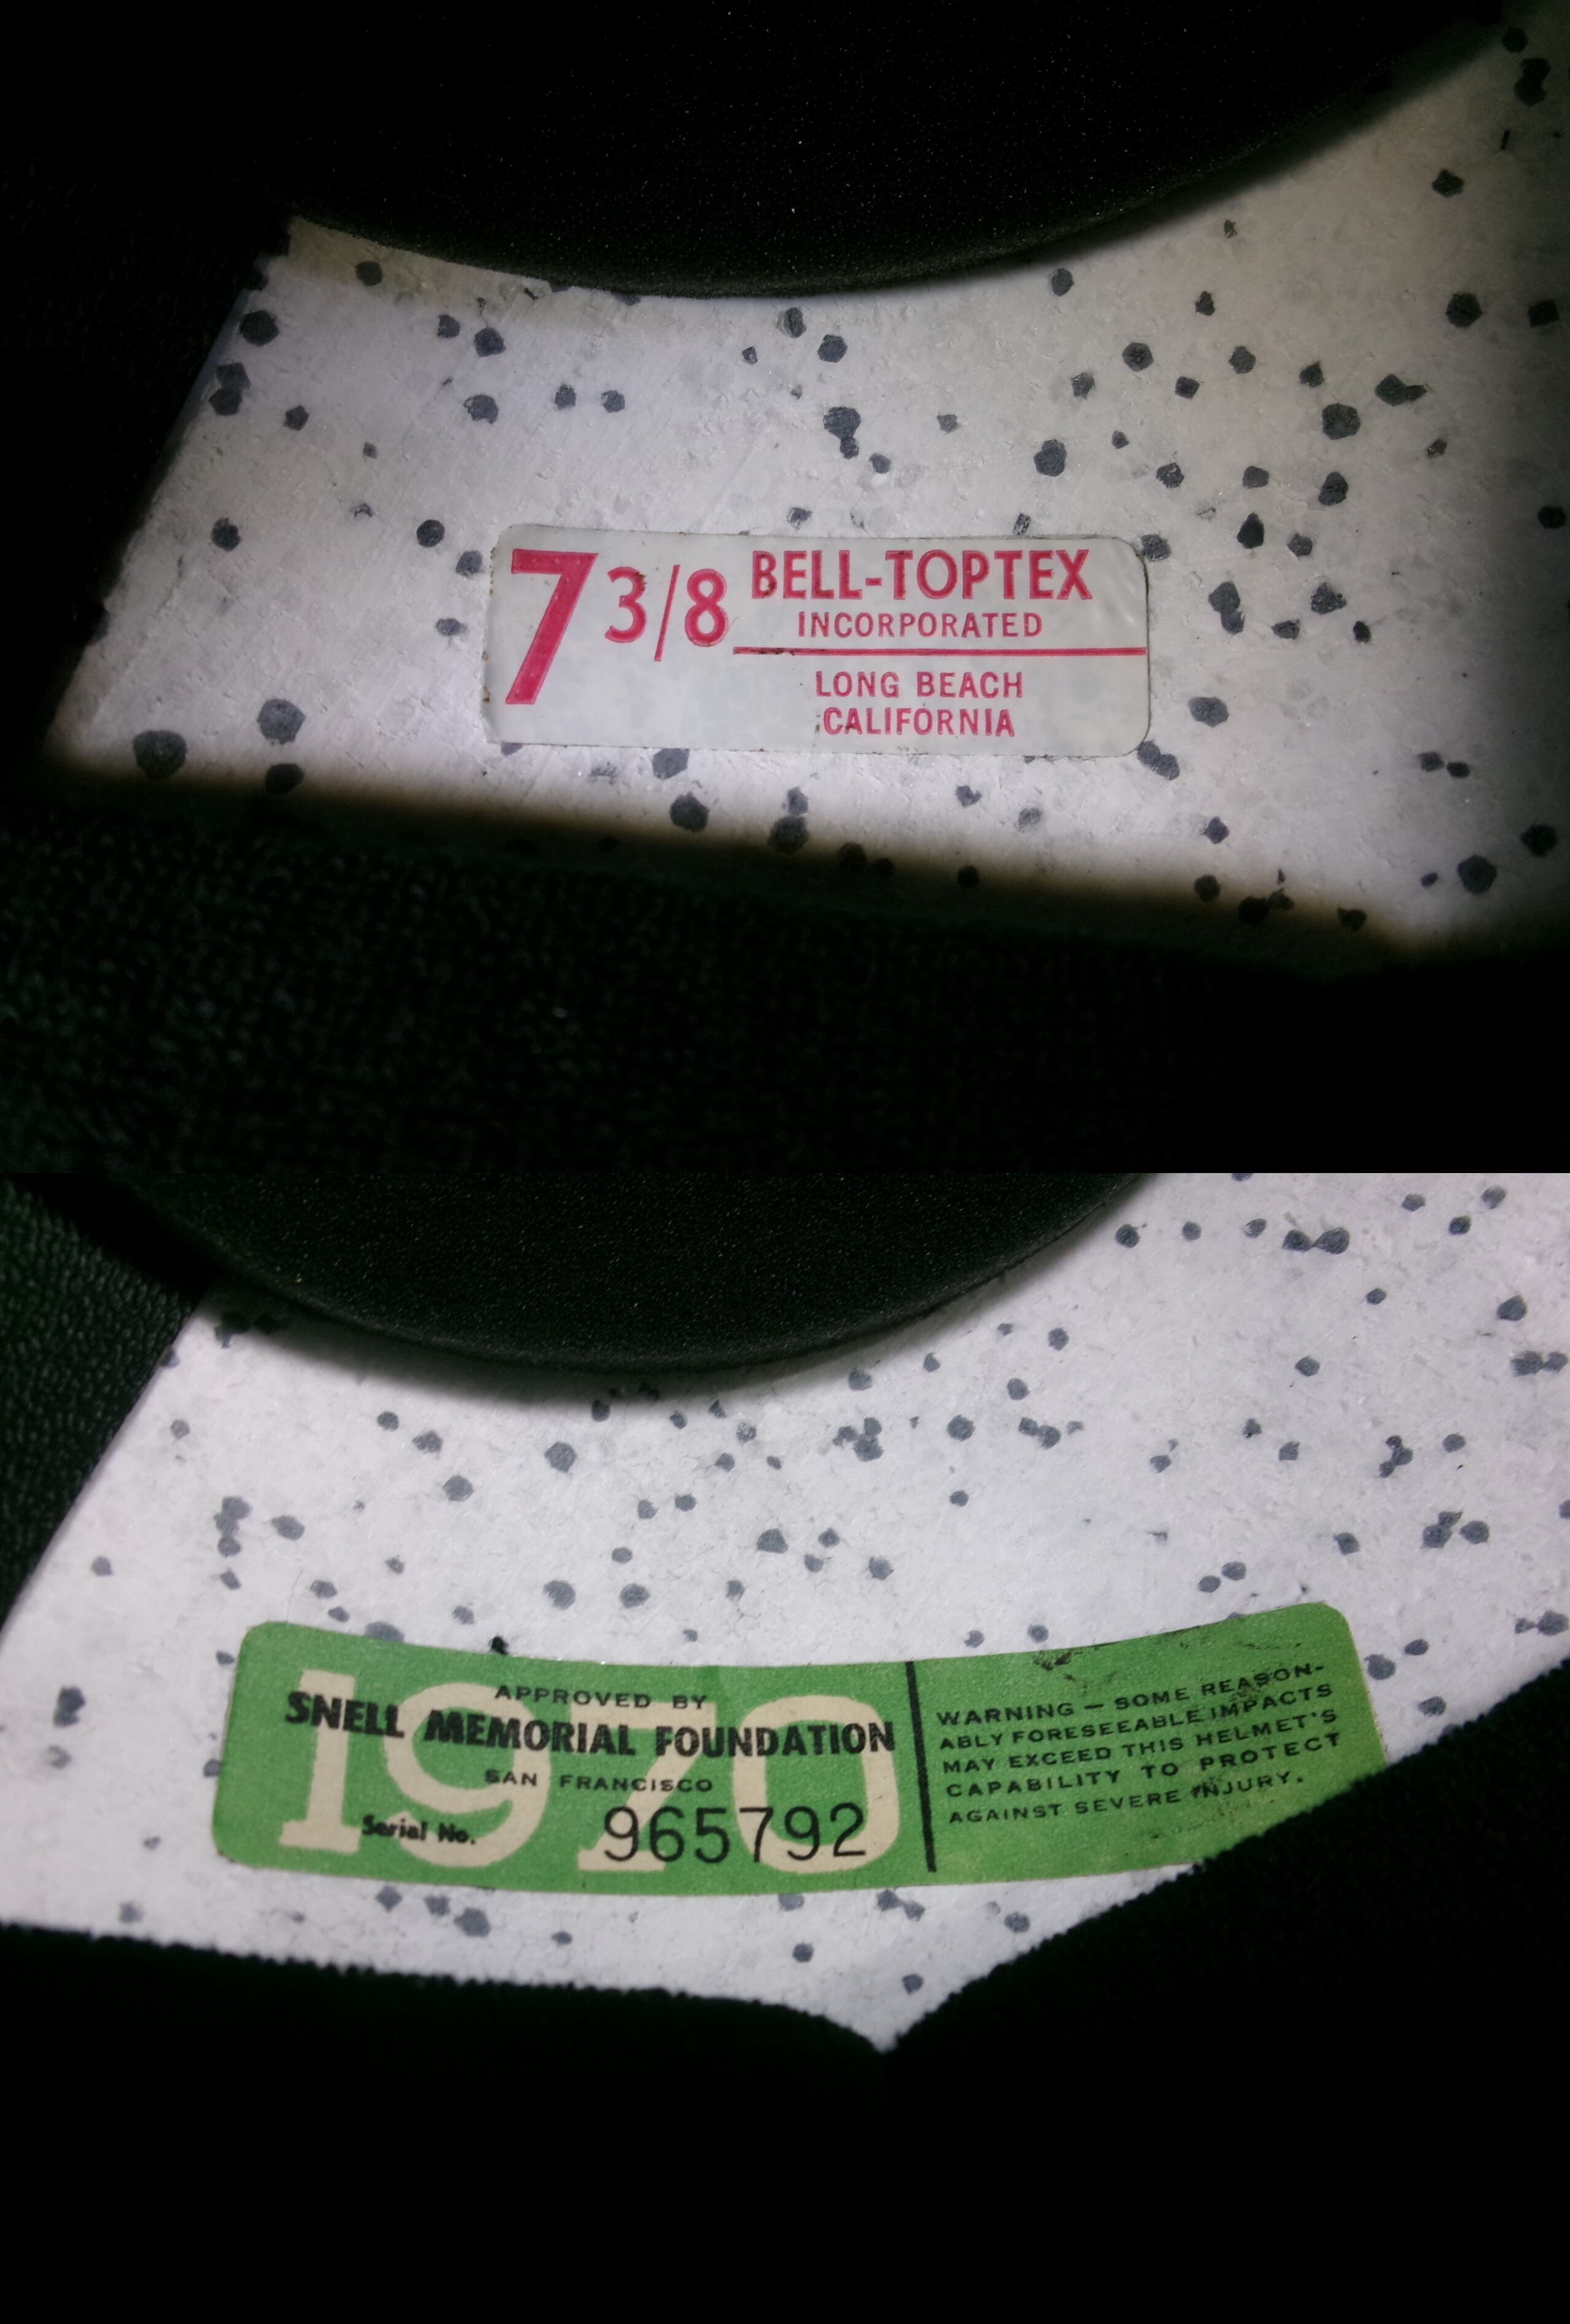 7 3/8 BELL-TOPTEX
INCORPORATED
LONG BEACH
CALIFORNIA
1970
APPROVED BY
SNELL MEMORIAL FOUNDATION
SAN FRANCISCO
Serial No. 965792
WARNING — SOME REASON-
ABLY FORESEEABLE IMPACTS
MAY EXCEED THIS HELMET'S
CAPABILITY TO PROTECT
AGAINST SEVERE INJURY.